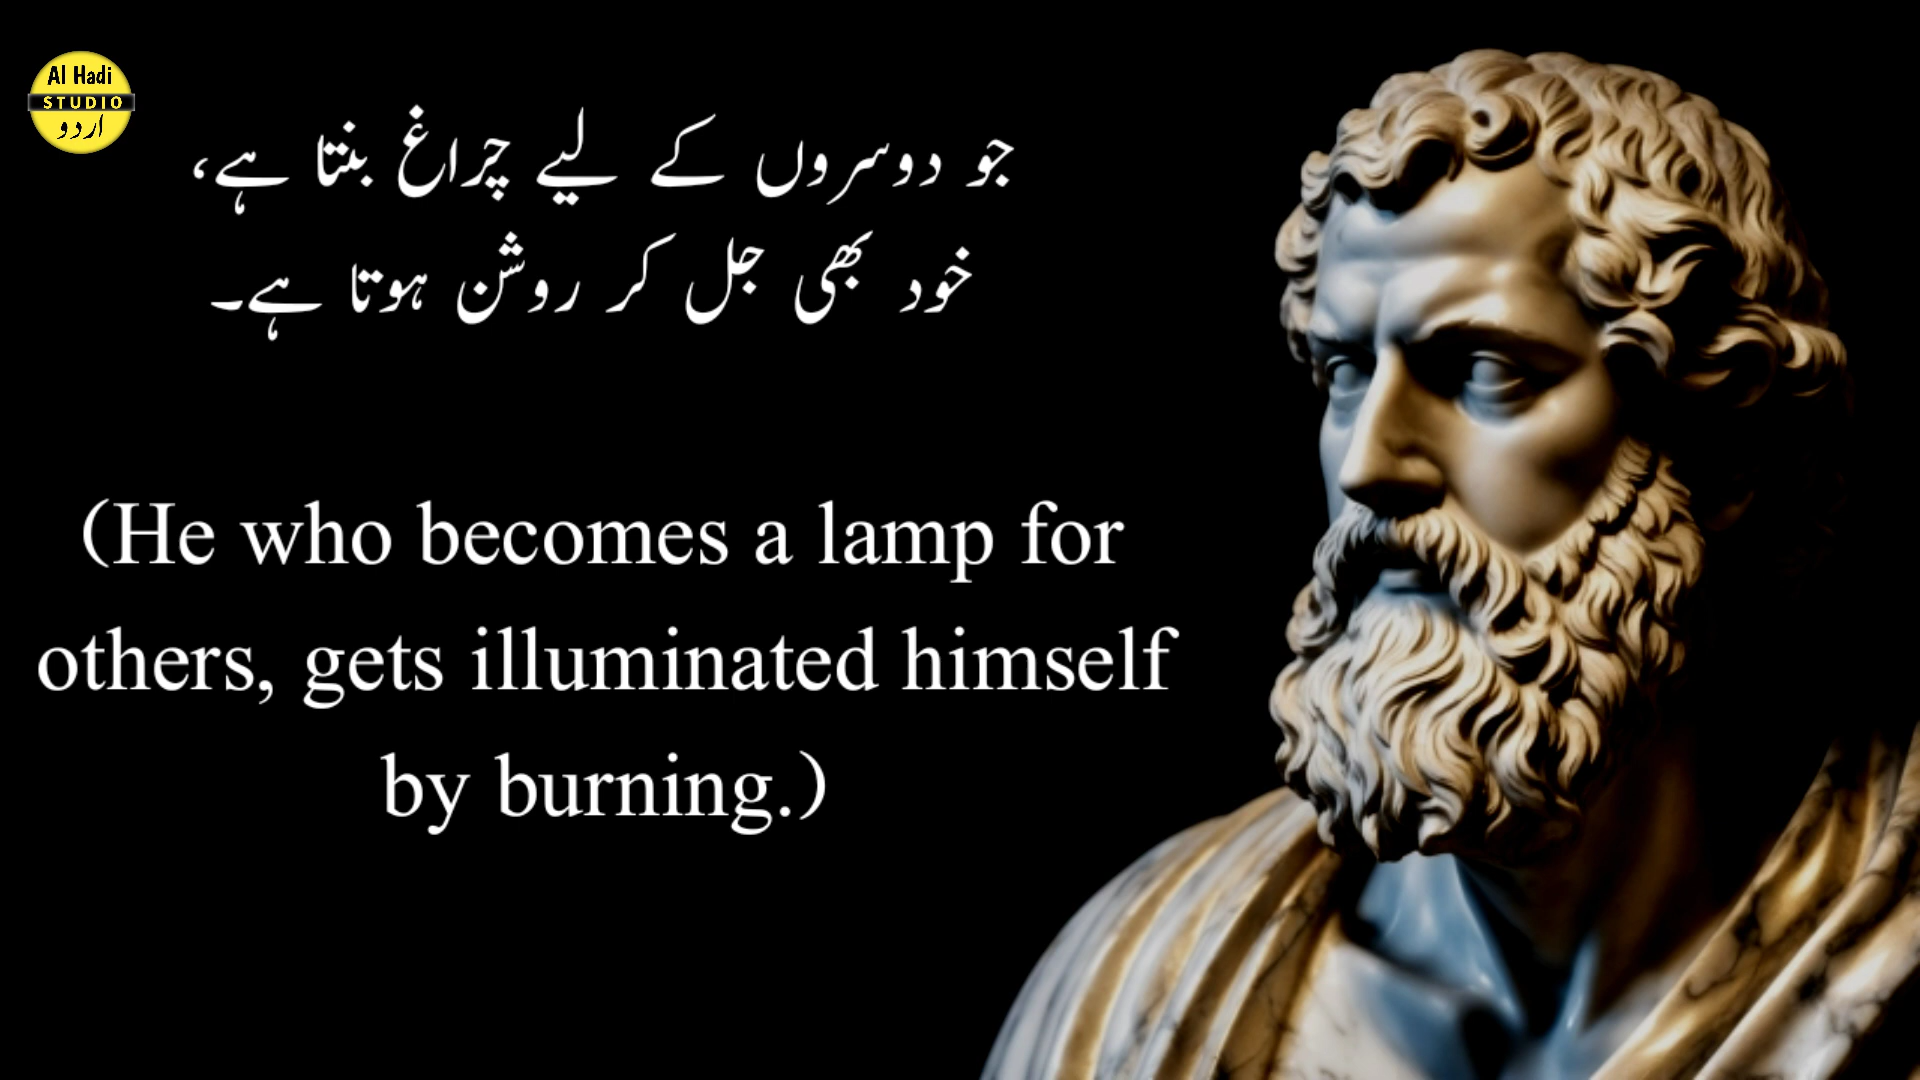 Al Hadi
STUDIO
اردو
جو دوسروں کے لیے چراغ بنتا ہے،
خود بھی جل کر روشن ہوتا ہے۔
(He who becomes a lamp for
others, gets illuminated himself
by burning.)